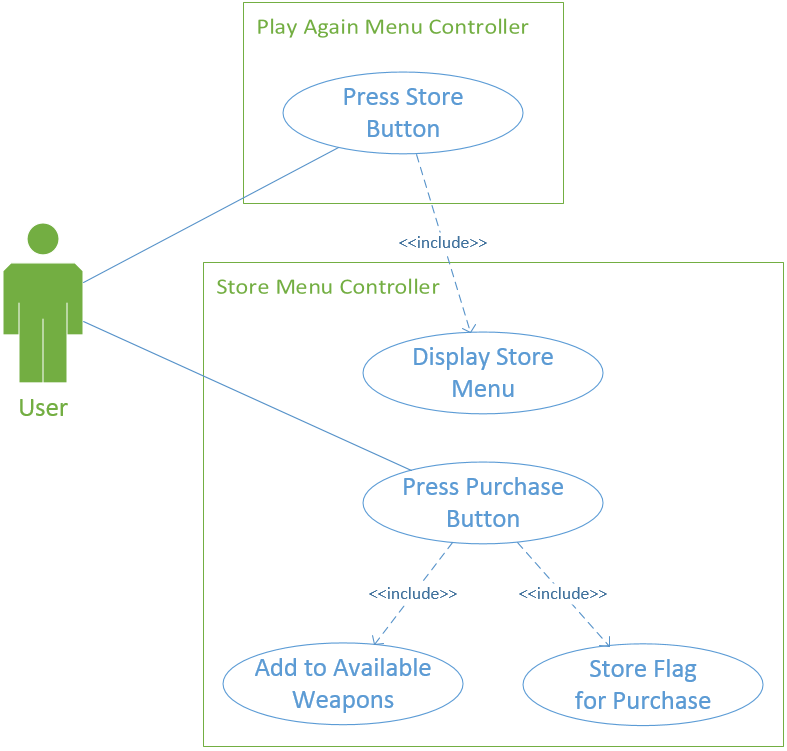 Play Again Menu Controller
Press Store
Button
<<include>>
Store Menu Controller
Display Store
Menu
User
Press Purchase
Button
<<include>>
<<include>>
Add to Available
Weapons
Store Flag
for Purchase